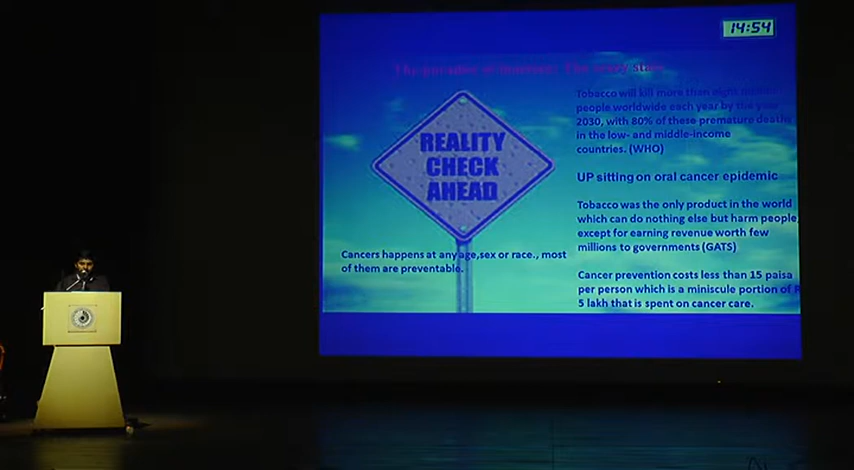 14:54
Tobacco will kill more than eight
people worldwide each year by the year
2030, with 80% of these premature deaths
in the low- and middle-income
countries. (WHO)
REALITY
CHECK
AHEAD
UP sitting on oral cancer epidemic
Tobacco was the only product in the world
which can do nothing else but harm people,
except for earning revenue worth few
millions to governments (GATS)
Cancers happens at any age,sex or race., most
of them are preventable.
Cancer prevention costs less than 15 paisa
per person which is a miniscule portion of R
5 lakh that is spent on cancer care.